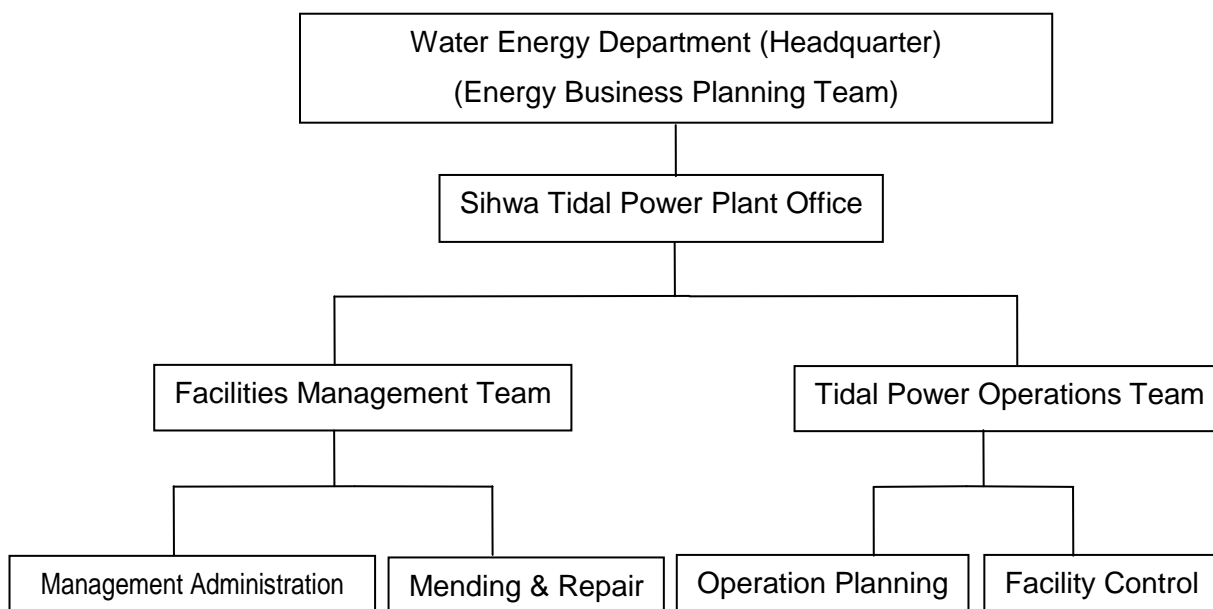 Water Energy Department (Headquarter)
(Energy Business Planning Team)
Sihwa Tidal Power Plant Office
Facilities Management Team
Tidal Power Operations Team
Management Administration
Mending & Repair
Operation Planning
Facility Control